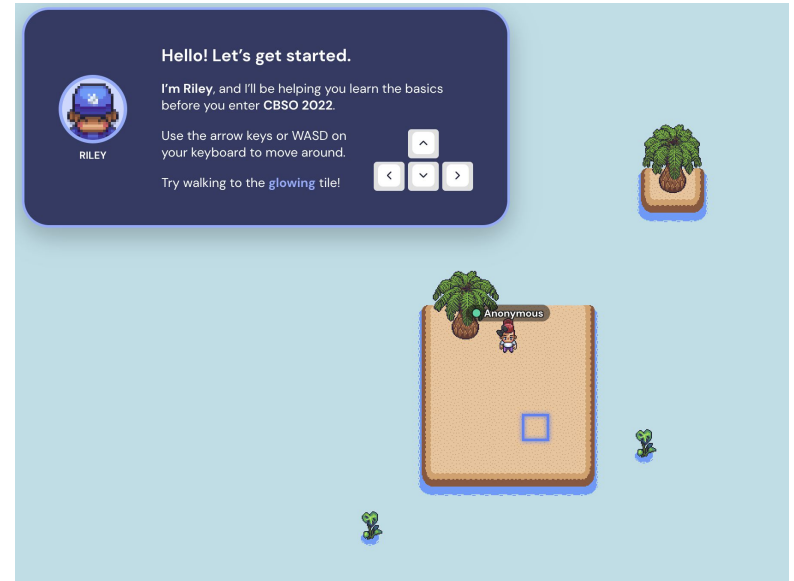 Hello! Let's get started.
I'm Riley, and I'll be helping you learn the basics
before you enter CBSO 2022.
Use the arrow keys or WASD on
your keyboard to move around.
Try walking to the glowing tile!
RILEY
Anonymous